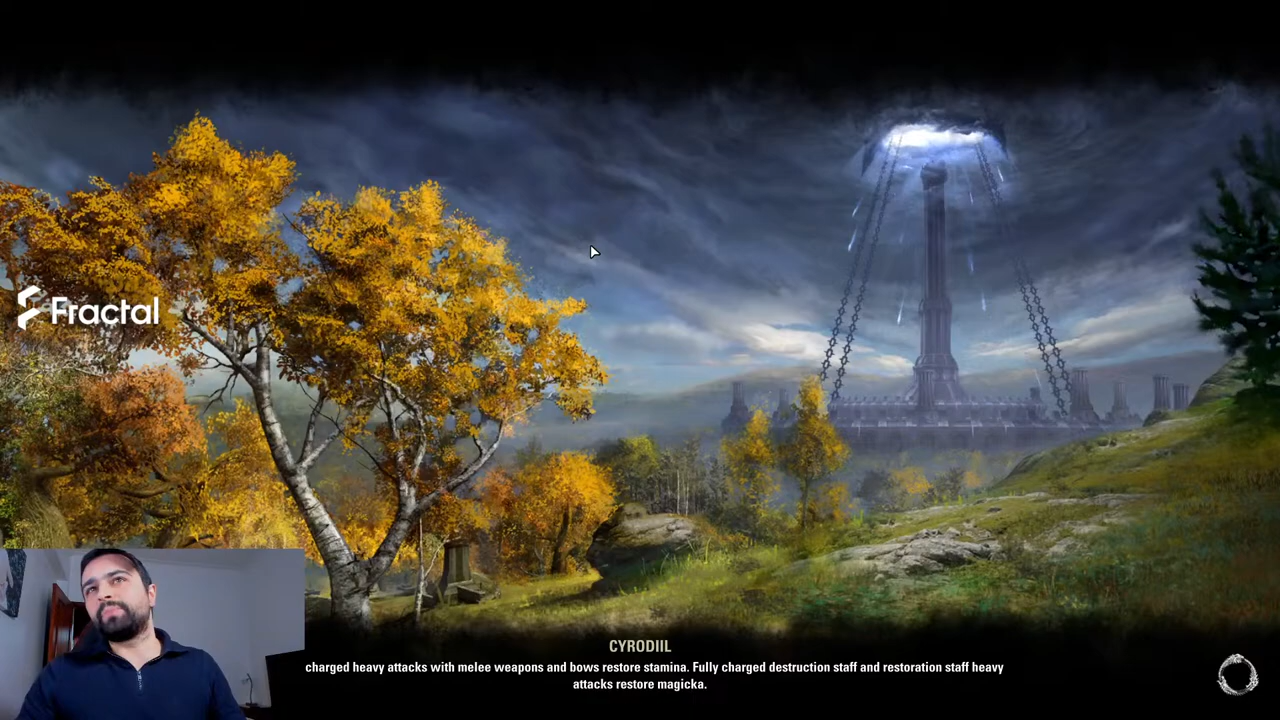 Fractal
CYRODIIL
charged heavy attacks with melee weapons and bows restore stamina. Fully charged destruction staff and restoration staff heavy
attacks restore magicka.